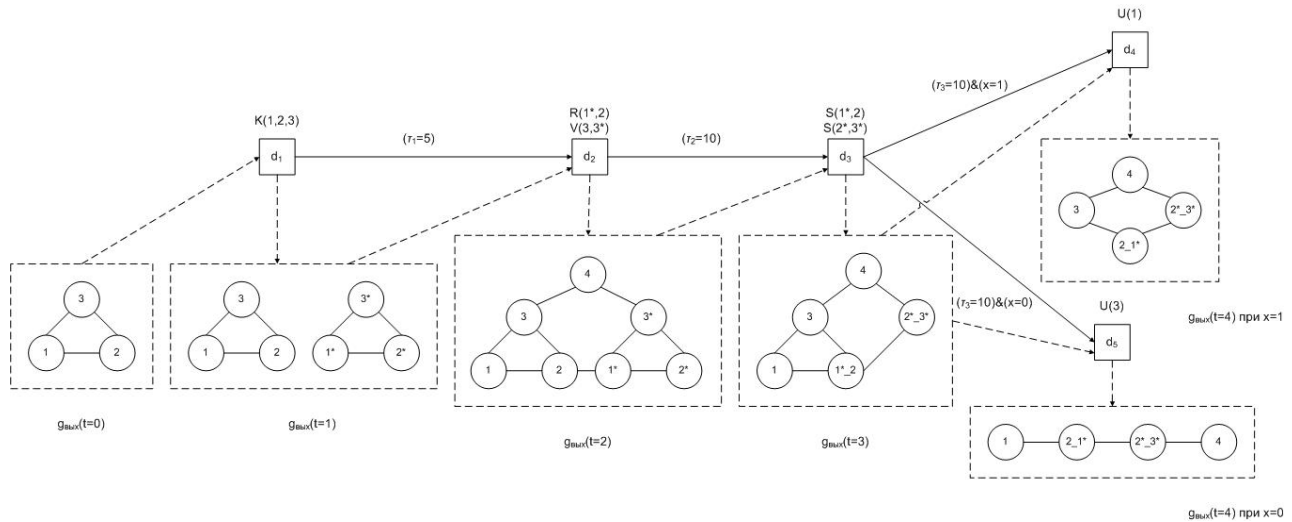 U(1)
d₄
(τ₃=10)&(x=1)
K(1,2,3)
R(1*,2)
V(3,3*)
S(1*,2)
S(2*,3*)
(τ₁=5)
(τ₂=10)
d₁
d₂
d₃
4
3
2*_3*
2_1*
3
1
2
3
3*
1
2
1*
2*
4
3
3*
1
2
1*
2*
4
3
2*_3*
1
1*_2
(τ₃=10)&(x=0)
U(3)
d₅
gвых(t=4) при x=1
gвых(t=0)
gвых(t=1)
gвых(t=2)
gвых(t=3)
1
2_1*
2*_3*
4
gвых(t=4) при x=0